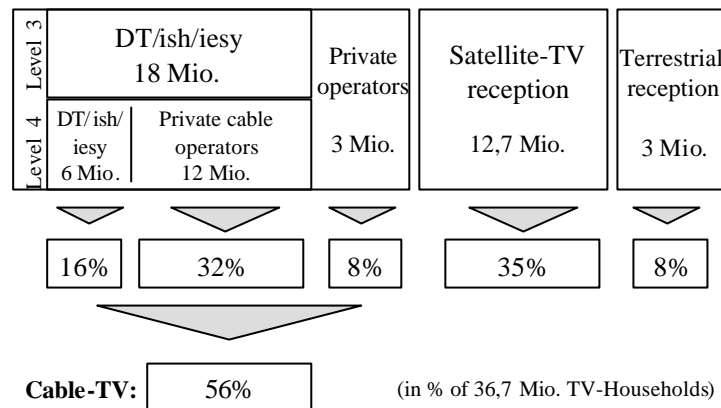 Level 3
DT/ish/iesy
18 Mio.
Level 4
DT/ish/
iesy
6 Mio.
Private cable
operators
12 Mio.
Private
operators
3 Mio.
Satellite-TV
reception
12,7 Mio.
Terrestrial
reception
3 Mio.
16%
32%
8%
35%
8%
Cable-TV:
56%
(in % of 36,7 Mio. TV-Households)